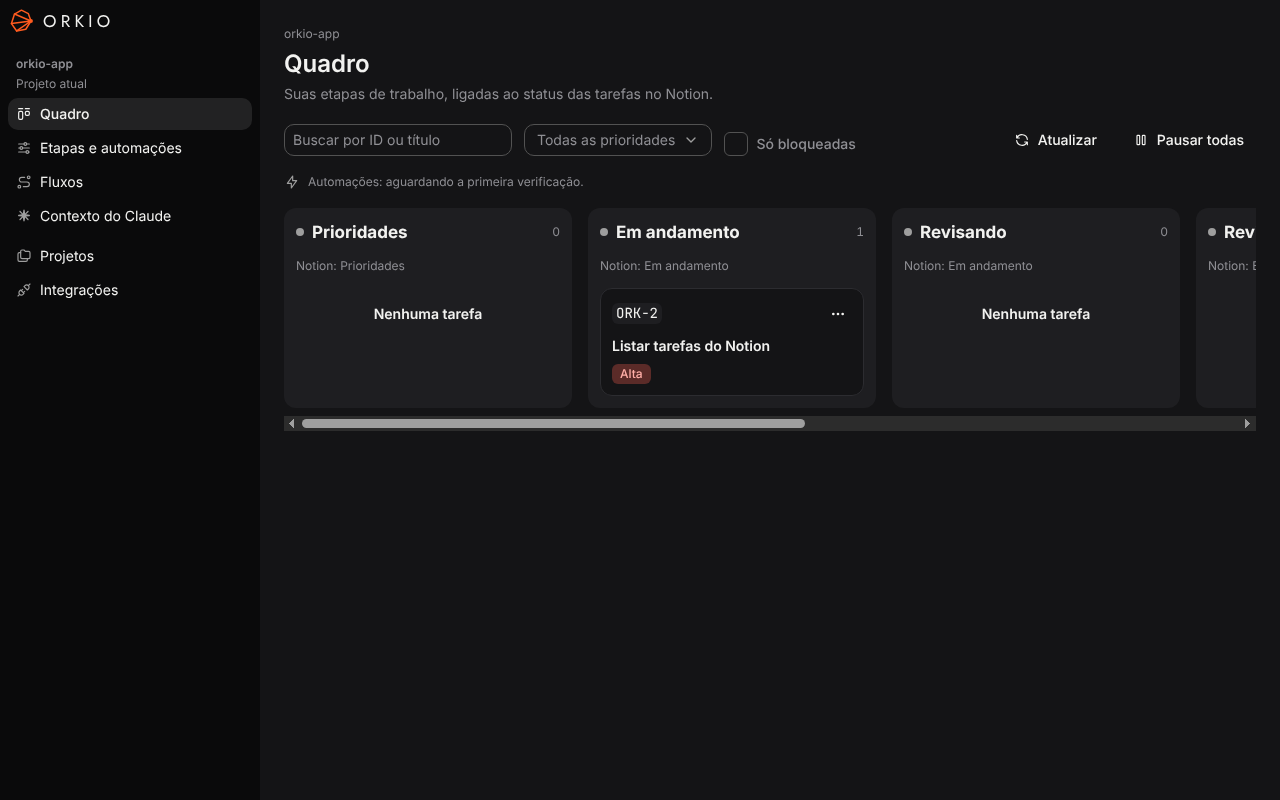 ORKIO
orkio-app
Projeto atual
Quadro
Etapas e automações
Fluxos
Contexto do Claude
Projetos
Integrações
orkio-app
Quadro
Suas etapas de trabalho, ligadas ao status das tarefas no Notion.
Buscar por ID ou título
Todas as prioridades
Só bloqueadas
Atualizar
Pausar todas
Automações: aguardando a primeira verificação.
Prioridades 0
Notion: Prioridades
Nenhuma tarefa
Em andamento 1
Notion: Em andamento
ORK-2
Listar tarefas do Notion
Alta
Revisando 0
Notion: Em andamento
Nenhuma tarefa
Rev
Notion: E